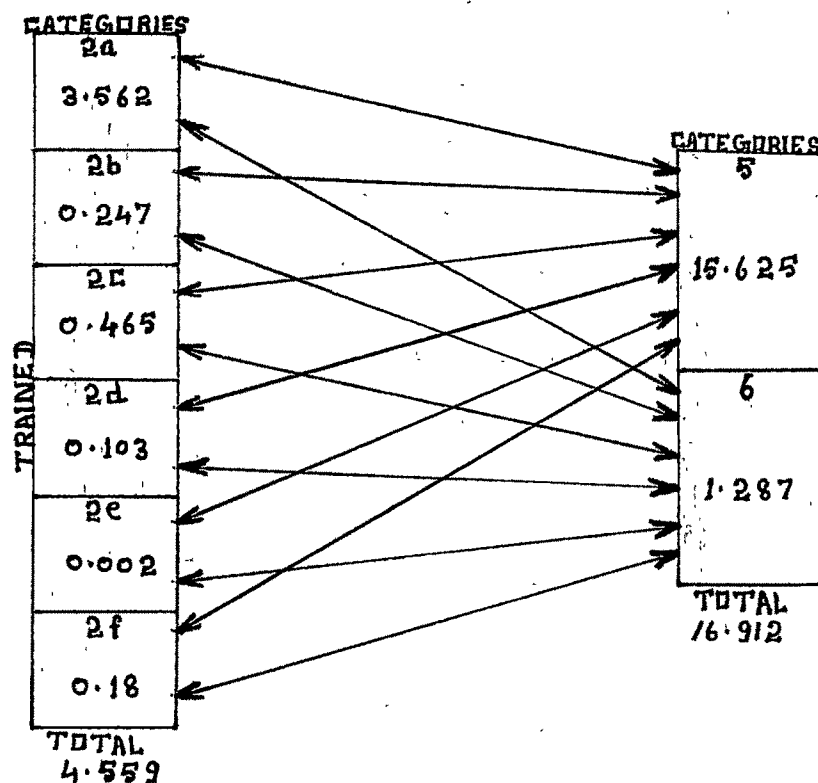 CATEGORIES
2a
3.562
2b
0.247
2c
0.465
2d
0.103
2e
0.002
2f
0.18
TOTAL
4.559
TRAINED
CATEGORIES
5
15.625
6
1.287
TOTAL
16.912